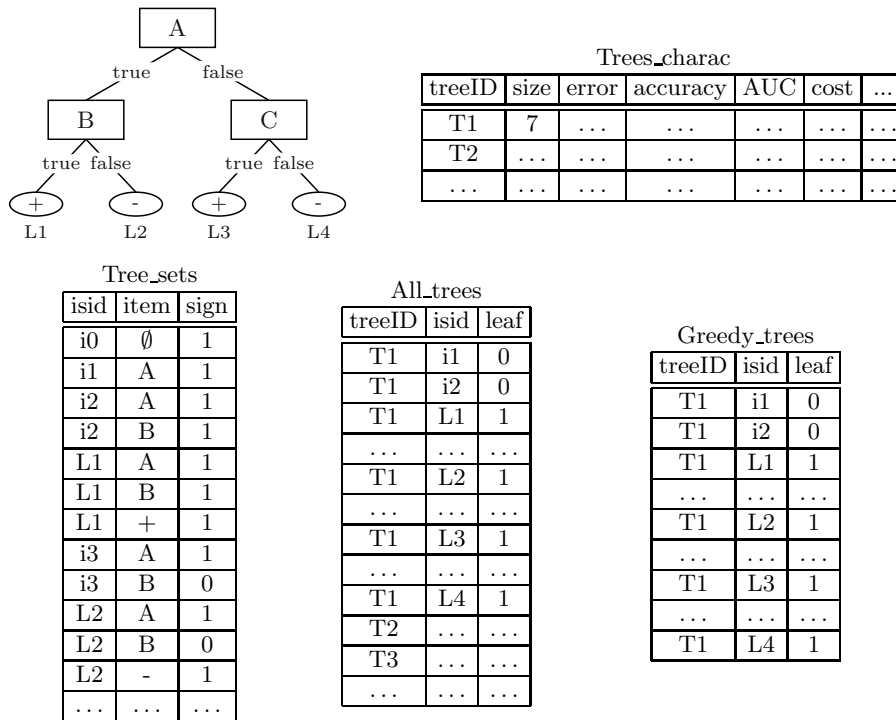 A
true false
B C
true false true false
+ - + -
L1 L2 L3 L4
Trees_charac
treeID size error accuracy AUC cost ...
T1 7 ... ... ... ... ...
T2 ... ... ... ... ... ...
... ... ... ... ... ... ...
Tree_sets
isid item sign
i0 ∅ 1
i1 A 1
i2 A 1
i2 B 1
L1 A 1
L1 B 1
L1 + 1
i3 A 1
i3 B 0
L2 A 1
L2 B 0
L2 - 1
... ... ...
All_trees
treeID isid leaf
T1 i1 0
T1 i2 0
T1 L1 1
... ... ...
T1 L2 1
... ... ...
T1 L3 1
... ... ...
T1 L4 1
T2 ... ...
T3 ... ...
... ... ...
Greedy_trees
treeID isid leaf
T1 i1 0
T1 i2 0
T1 L1 1
... ... ...
T1 L2 1
... ... ...
T1 L3 1
... ... ...
T1 L4 1